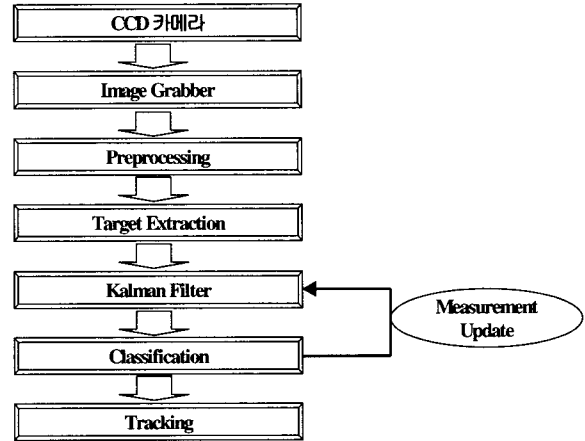 CCD 카메라
Image Grabber
Preprocessing
Target Extraction
Kalman Filter
Measurement
Update
Classification
Tracking